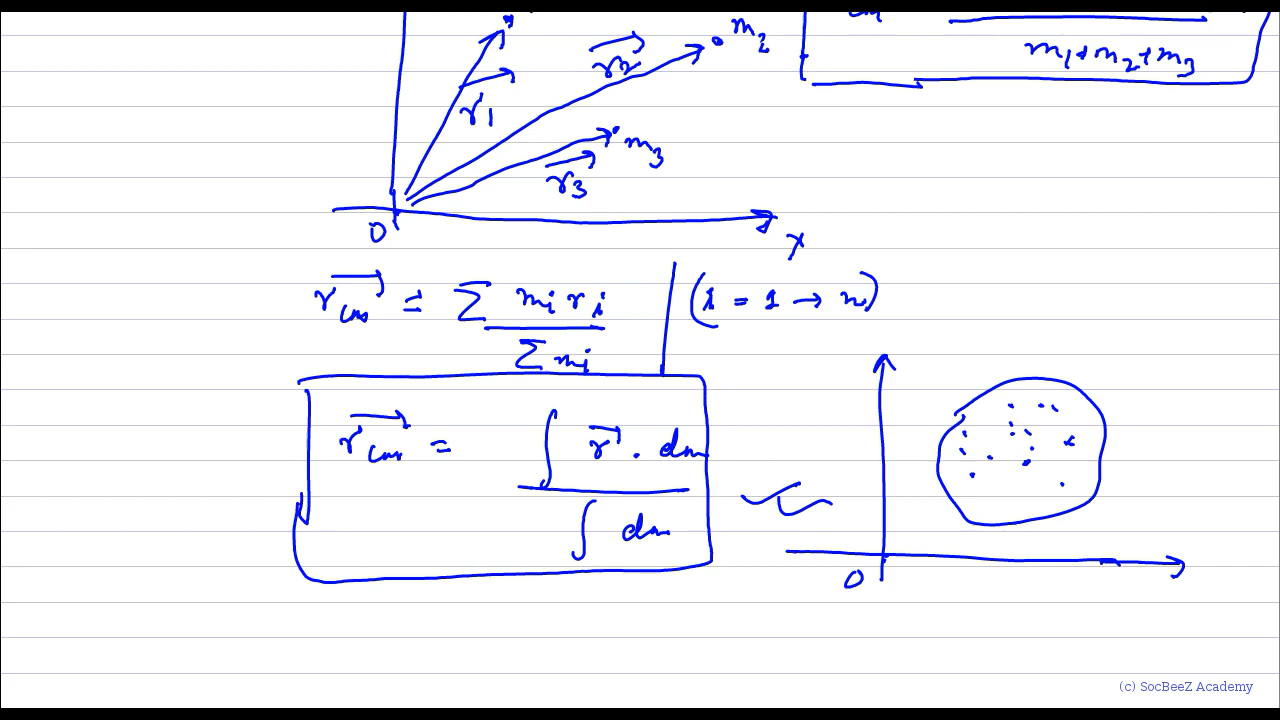 m₂
r₂
m₁+m₂+m₃
r₁
m₃
r₃
O
x
r⃗cm = Σ mᵢ rᵢ / Σ mᵢ | (i = 1 → n)
r⃗cm = ∫ r⃗ . dm / ∫ dm
O
(c) SocBeeZ Academy